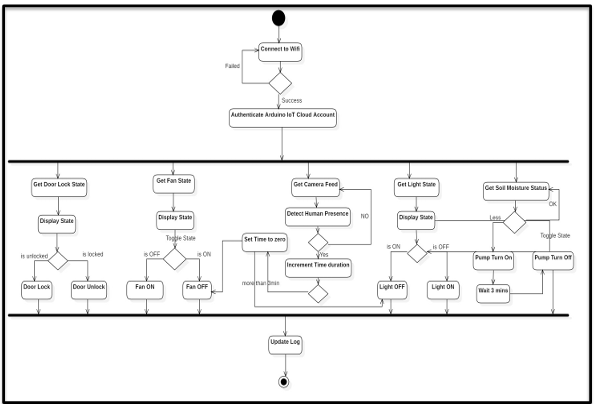 Connect to Wifi
Failed
Success
Authenticate Arduino IoT Cloud Account
Get Door Lock State
Get Fan State
Get Camera Feed
Get Light State
Get Soil Moisture Status
OK
Display State
Display State
Detect Human Presence
NO
Display State
Less
Toggle State
Toggle State
Set Time to zero
is unlocked
is locked
is OFF
is ON
Yes
is ON
is OFF
Increment Time duration
Pump Turn On
Pump Turn Off
more than 3min
Door Lock
Door Unlock
Fan ON
Fan OFF
Light OFF
Light ON
Wait 3 mins
Update Log